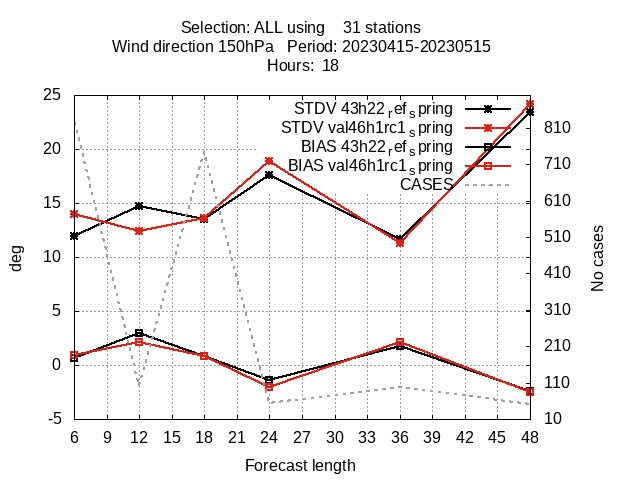 Selection: ALL using    31 stations
Wind direction 150hPa   Period: 20230415-20230515
Hours:  18
STDV 43h22_ref_spring
STDV val46h1rc1_spring
BIAS 43h22_ref_spring
BIAS val46h1rc1_spring
CASES
25
20
15
10
5
0
-5
deg
810
710
610
510
410
310
210
110
10
No cases
6 9 12 15 18 21 24 27 30 33 36 39 42 45 48
Forecast length